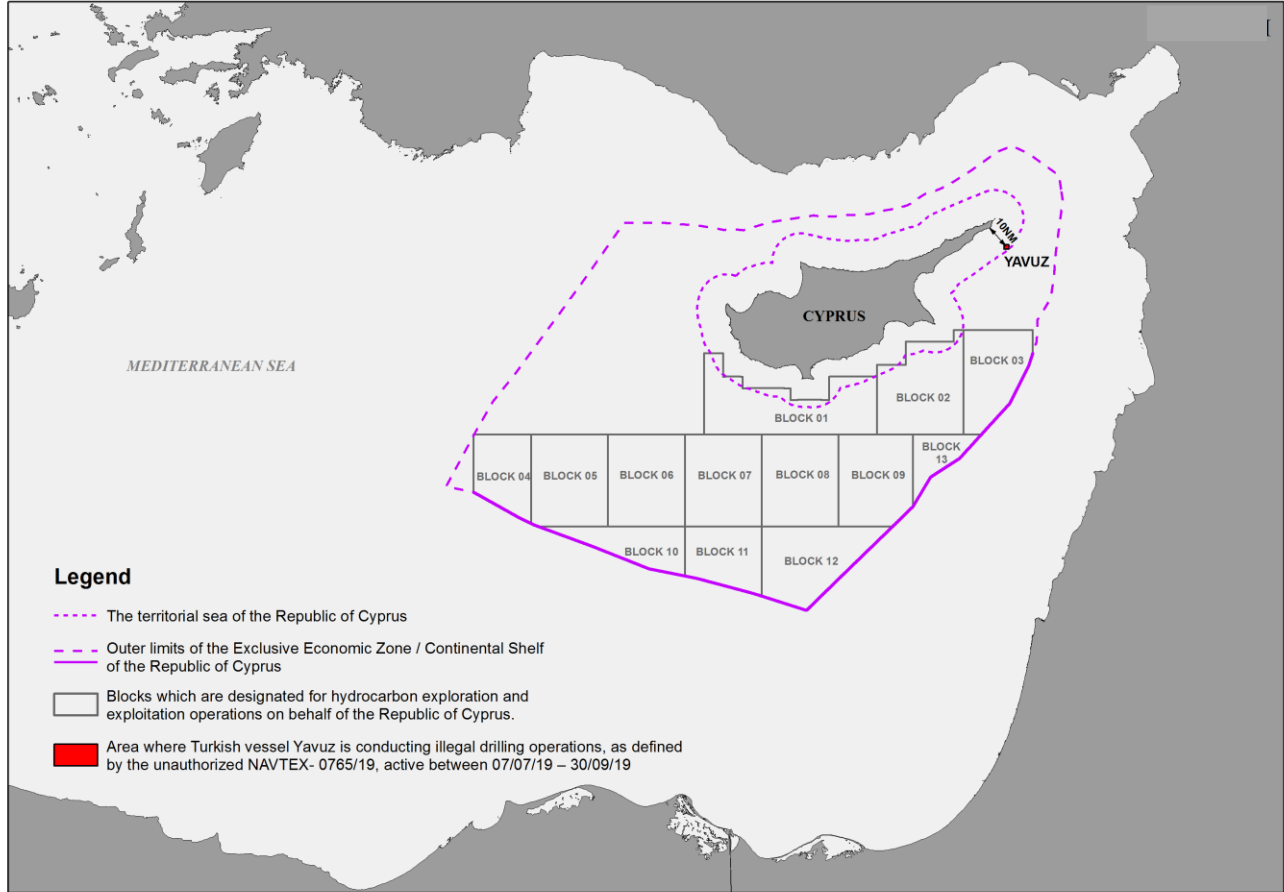 I
10NM
YAVUZ
CYPRUS
MEDITERRANEAN SEA
BLOCK 03
BLOCK 02
BLOCK 01
BLOCK
13
BLOCK 04
BLOCK 05
BLOCK 06
BLOCK 07
BLOCK 08
BLOCK 09
BLOCK 10
BLOCK 11
BLOCK 12
Legend
The territorial sea of the Republic of Cyprus
Outer limits of the Exclusive Economic Zone / Continental Shelf
of the Republic of Cyprus
Blocks which are designated for hydrocarbon exploration and
exploitation operations on behalf of the Republic of Cyprus.
Area where Turkish vessel Yavuz is conducting illegal drilling operations, as defined
by the unauthorized NAVTEX- 0765/19, active between 07/07/19 – 30/09/19